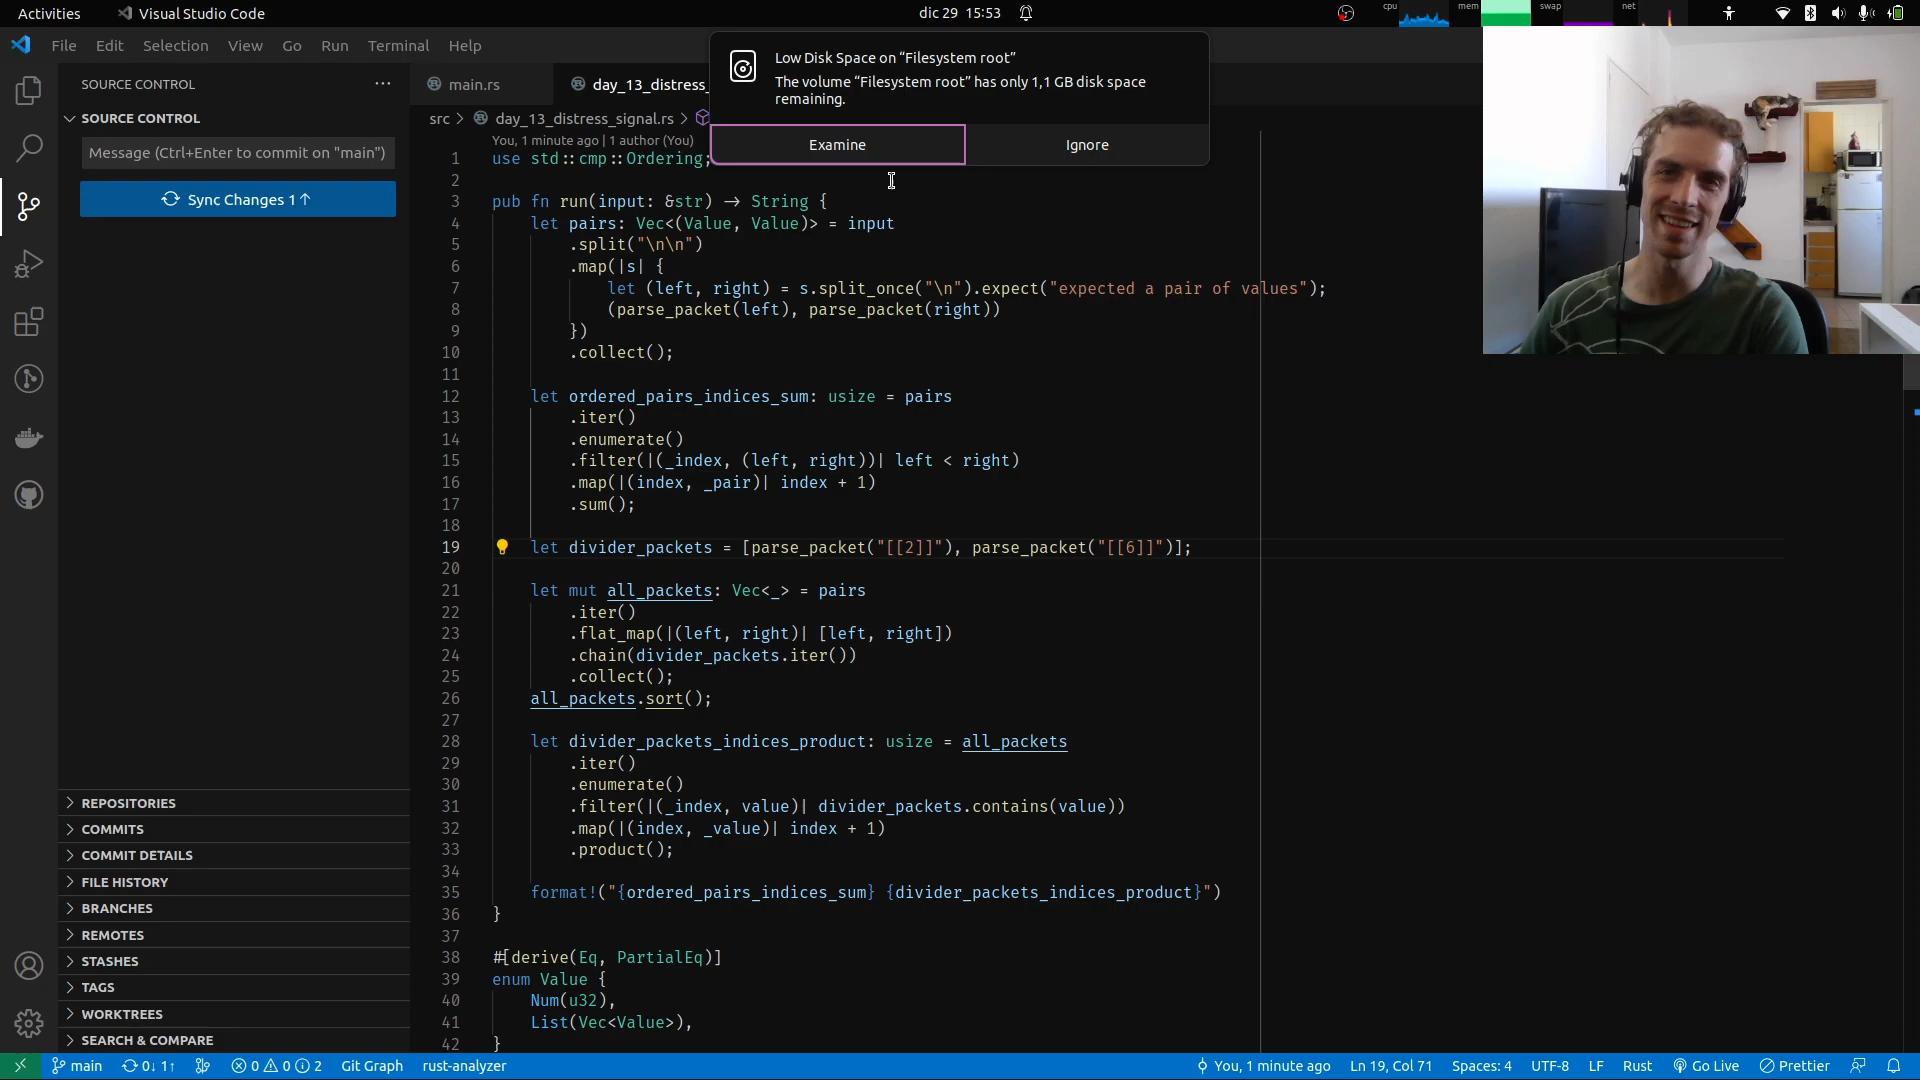 Activities
Visual Studio Code
dic 29 15:53
cpu
mem
swap
net
File Edit Selection View Go Run Terminal Help
Low Disk Space on “Filesystem root”
The volume “Filesystem root” has only 1,1 GB disk space
remaining.
Examine
Ignore
SOURCE CONTROL
SOURCE CONTROL
Message (Ctrl+Enter to commit on "main")
Sync Changes 1↑
REPOSITORIES
COMMITS
COMMIT DETAILS
FILE HISTORY
BRANCHES
REMOTES
STASHES
TAGS
WORKTREES
SEARCH & COMPARE
main.rs
day_13_distress_
src > day_13_distress_signal.rs >
You, 1 minute ago | 1 author (You)
1 use std::cmp::Ordering;
2
3 pub fn run(input: &str) -> String {
4 let pairs: Vec<(Value, Value)> = input
5 .split("\n\n")
6 .map(|s| {
7 let (left, right) = s.split_once("\n").expect("expected a pair of values");
8 (parse_packet(left), parse_packet(right))
9 })
10 .collect();
11
12 let ordered_pairs_indices_sum: usize = pairs
13 .iter()
14 .enumerate()
15 .filter(|(_index, (left, right))| left < right)
16 .map(|(index, _pair)| index + 1)
17 .sum();
18
19 let divider_packets = [parse_packet("[[2]]"), parse_packet("[[6]]")];
20
21 let mut all_packets: Vec<_> = pairs
22 .iter()
23 .flat_map(|(left, right)| [left, right])
24 .chain(divider_packets.iter())
25 .collect();
26 all_packets.sort();
27
28 let divider_packets_indices_product: usize = all_packets
29 .iter()
30 .enumerate()
31 .filter(|(_index, value)| divider_packets.contains(value))
32 .map(|(index, _value)| index + 1)
33 .product();
34
35 format!("{ordered_pairs_indices_sum} {divider_packets_indices_product}")
36 }
37
38 #[derive(Eq, PartialEq)]
39 enum Value {
40 Num(u32),
41 List(Vec<Value>),
42 }
main 0↓ 1↑ 0 0 2 Git Graph rust-analyzer
You, 1 minute ago Ln 19, Col 71 Spaces: 4 UTF-8 LF Rust Go Live Prettier